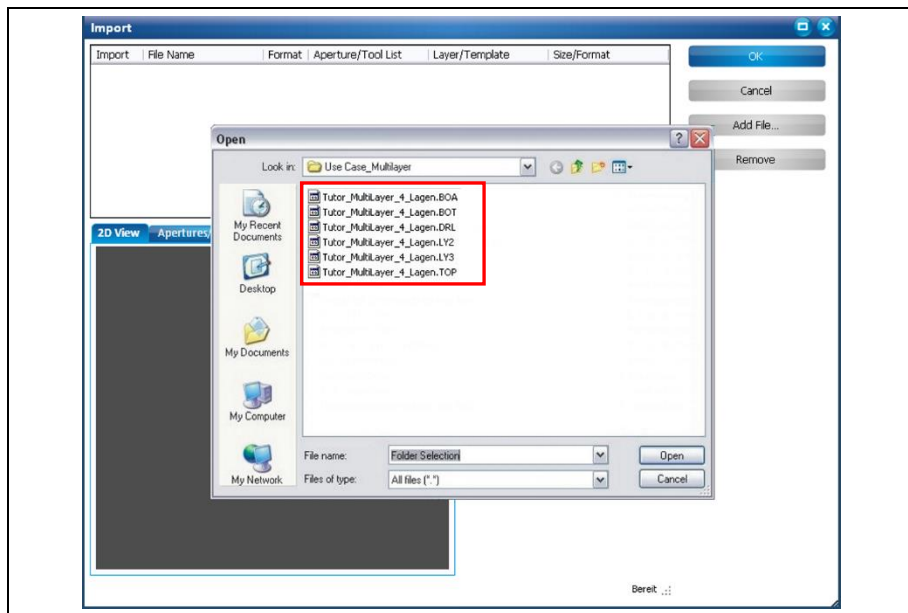 Import
Import File Name Format Aperture/Tool List Layer/Template Size/Format
OK
Cancel
Add File...
Remove
Open
Look in: Use Case_Multilayer
My Recent Documents
Desktop
My Documents
My Computer
My Network
Tutor_MultiLayer_4_Lagen.BOA
Tutor_MultiLayer_4_Lagen.BOT
Tutor_MultiLayer_4_Lagen.DRL
Tutor_MultiLayer_4_Lagen.LY2
Tutor_MultiLayer_4_Lagen.LY3
Tutor_MultiLayer_4_Lagen.TOP
File name: Folder Selection Open
Files of type: All files (*.*) Cancel
2D View Apertures/
Bereit